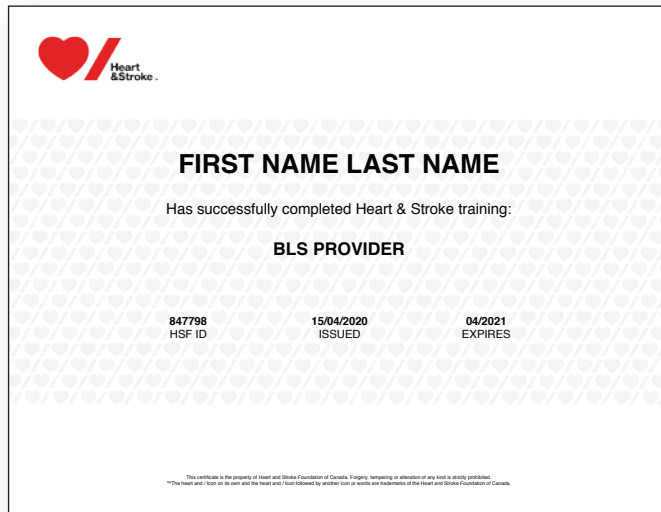 Heart
&Stroke™
FIRST NAME LAST NAME
Has successfully completed Heart & Stroke training:
BLS PROVIDER
847798 15/04/2020 04/2021
HSF ID ISSUED EXPIRES
This certificate is the property of Heart and Stroke Foundation of Canada. Forgery, tampering or alteration of any kind is strictly prohibited.
™The heart and / Icon on its own and the heart and / Icon followed by another icon or words are trademarks of the Heart and Stroke Foundation of Canada.